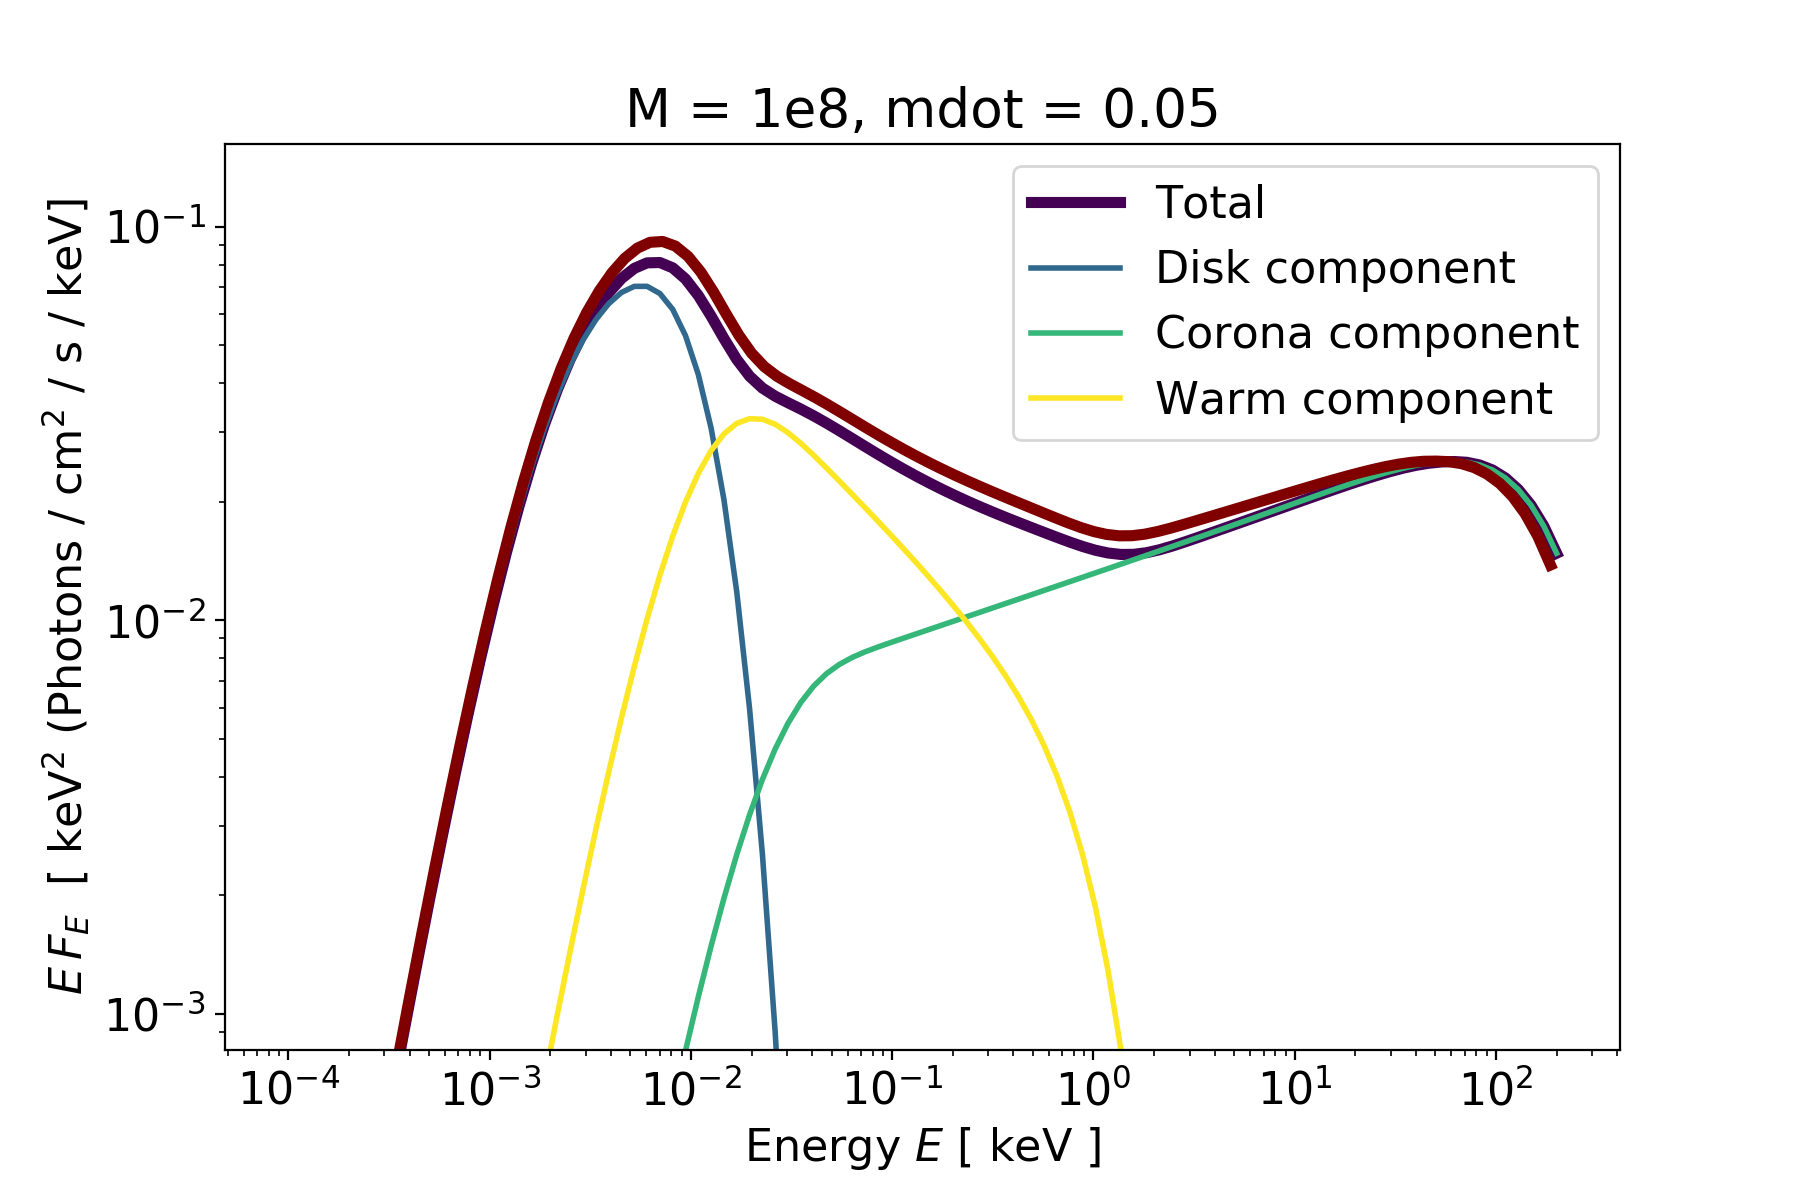 M = 1e8, mdot = 0.05
Total
Disk component
Corona component
Warm component
E F_E [ keV² (Photons / cm² / s / keV]
10⁻¹
10⁻²
10⁻³
10⁻⁴ 10⁻³ 10⁻² 10⁻¹ 10⁰ 10¹ 10²
Energy E [ keV ]